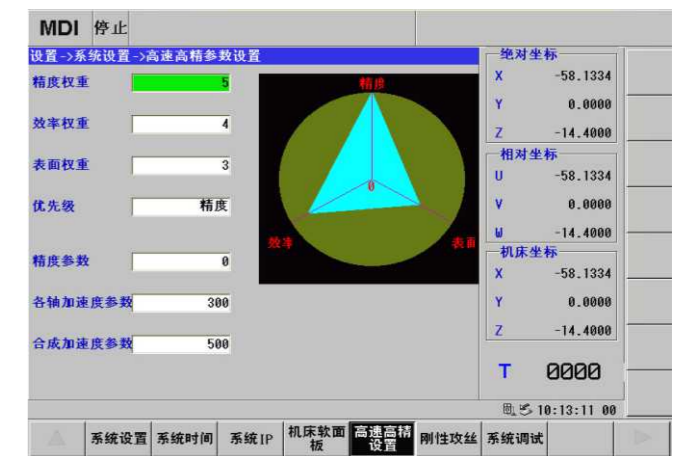 MDI 停止
设置->系统设置->高速高精参数设置
精度权重 5
效率权重 4
表面权重 3
优先级 精度
精度参数 0
各轴加速度参数 300
合成加速度参数 500
精度
0
效率
表面
绝对坐标
X -58.1334
Y 0.0000
Z -14.4000
相对坐标
U -58.1334
V 0.0000
W -14.4000
机床坐标
X -58.1334
Y 0.0000
Z -14.4000
T 0000
10:13:11 00
系统设置 系统时间 系统IP 机床软面板 高速高精设置 刚性攻丝 系统调试